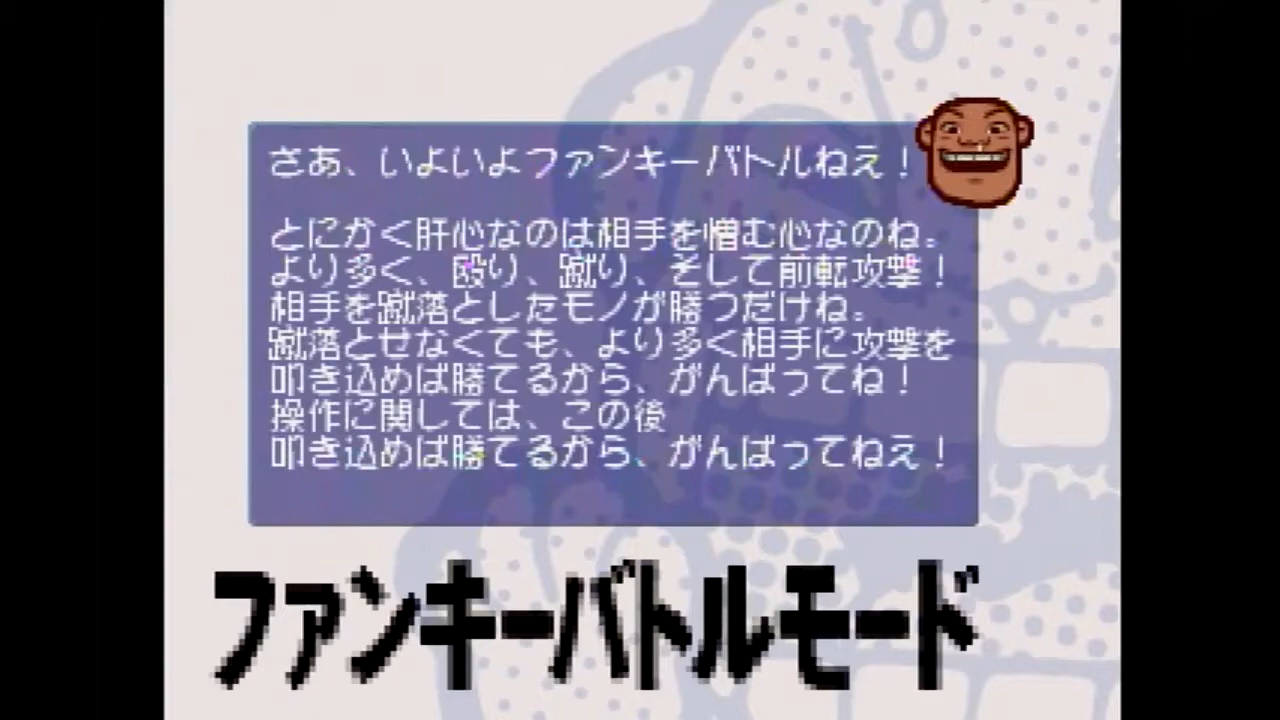 さあ、いよいよファンキーバトルねえ！
とにかく肝心なのは相手を憎む心なのね。
より多く、殴り、蹴り、そして前転攻撃！
相手を蹴落としたモノが勝つだけね。
蹴落とせなくても、より多く相手に攻撃を
叩き込めば勝てるから、がんばってね！
操作に関しては、この後
叩き込めば勝てるから、がんばってねえ！
ファンキーバトルモード